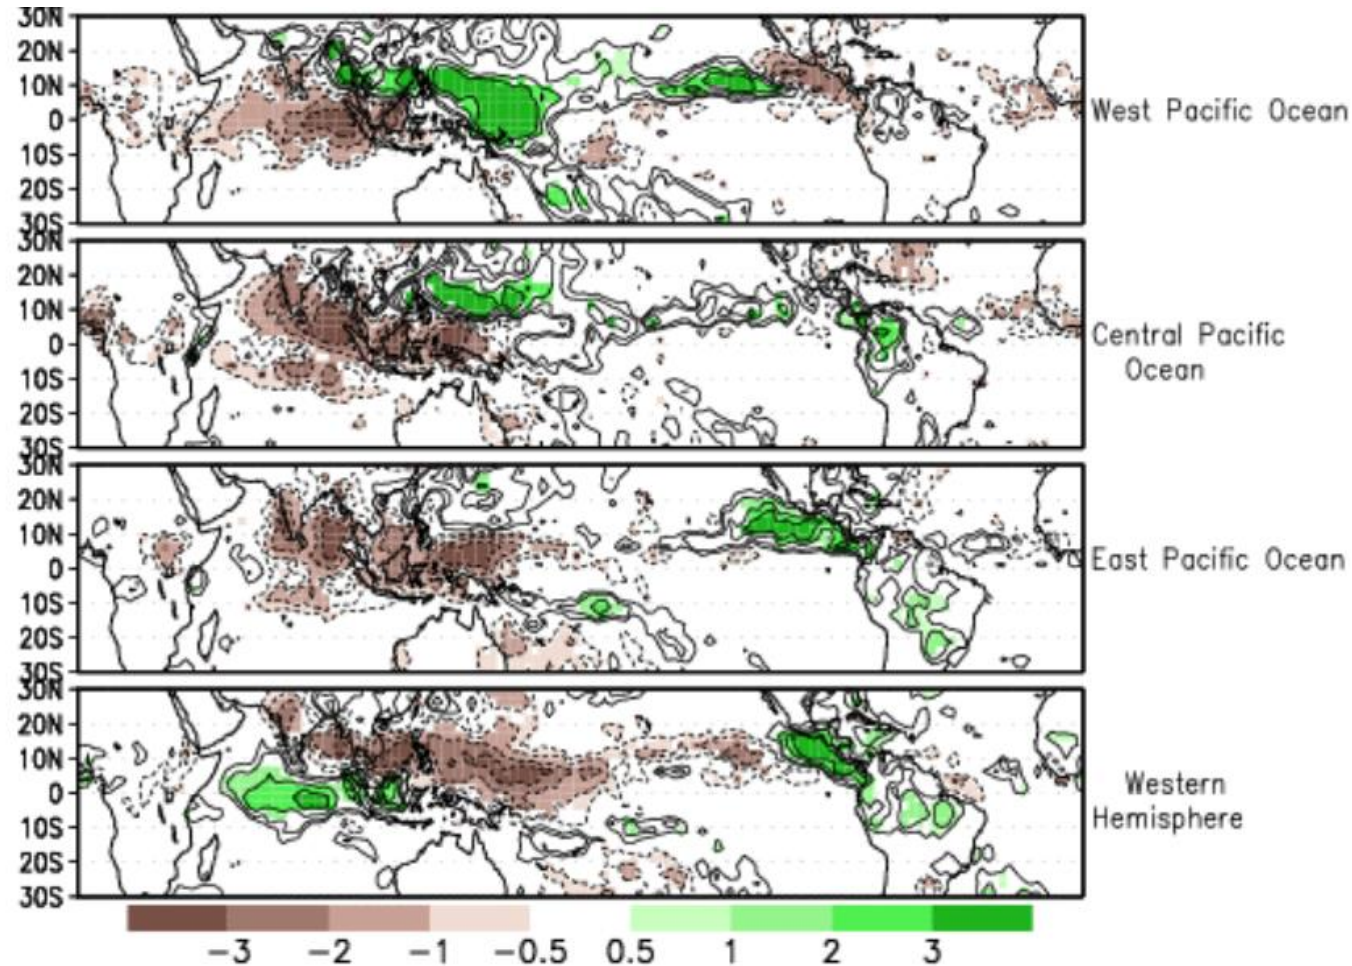 30N
20N
10N
0
10S
20S
30S
West Pacific Ocean
30N
20N
10N
0
10S
20S
30S
Central Pacific
Ocean
30N
20N
10N
0
10S
20S
30S
East Pacific Ocean
30N
20N
10N
0
10S
20S
30S
Western
Hemisphere
−3 −2 −1 −0.5 0.5 1 2 3